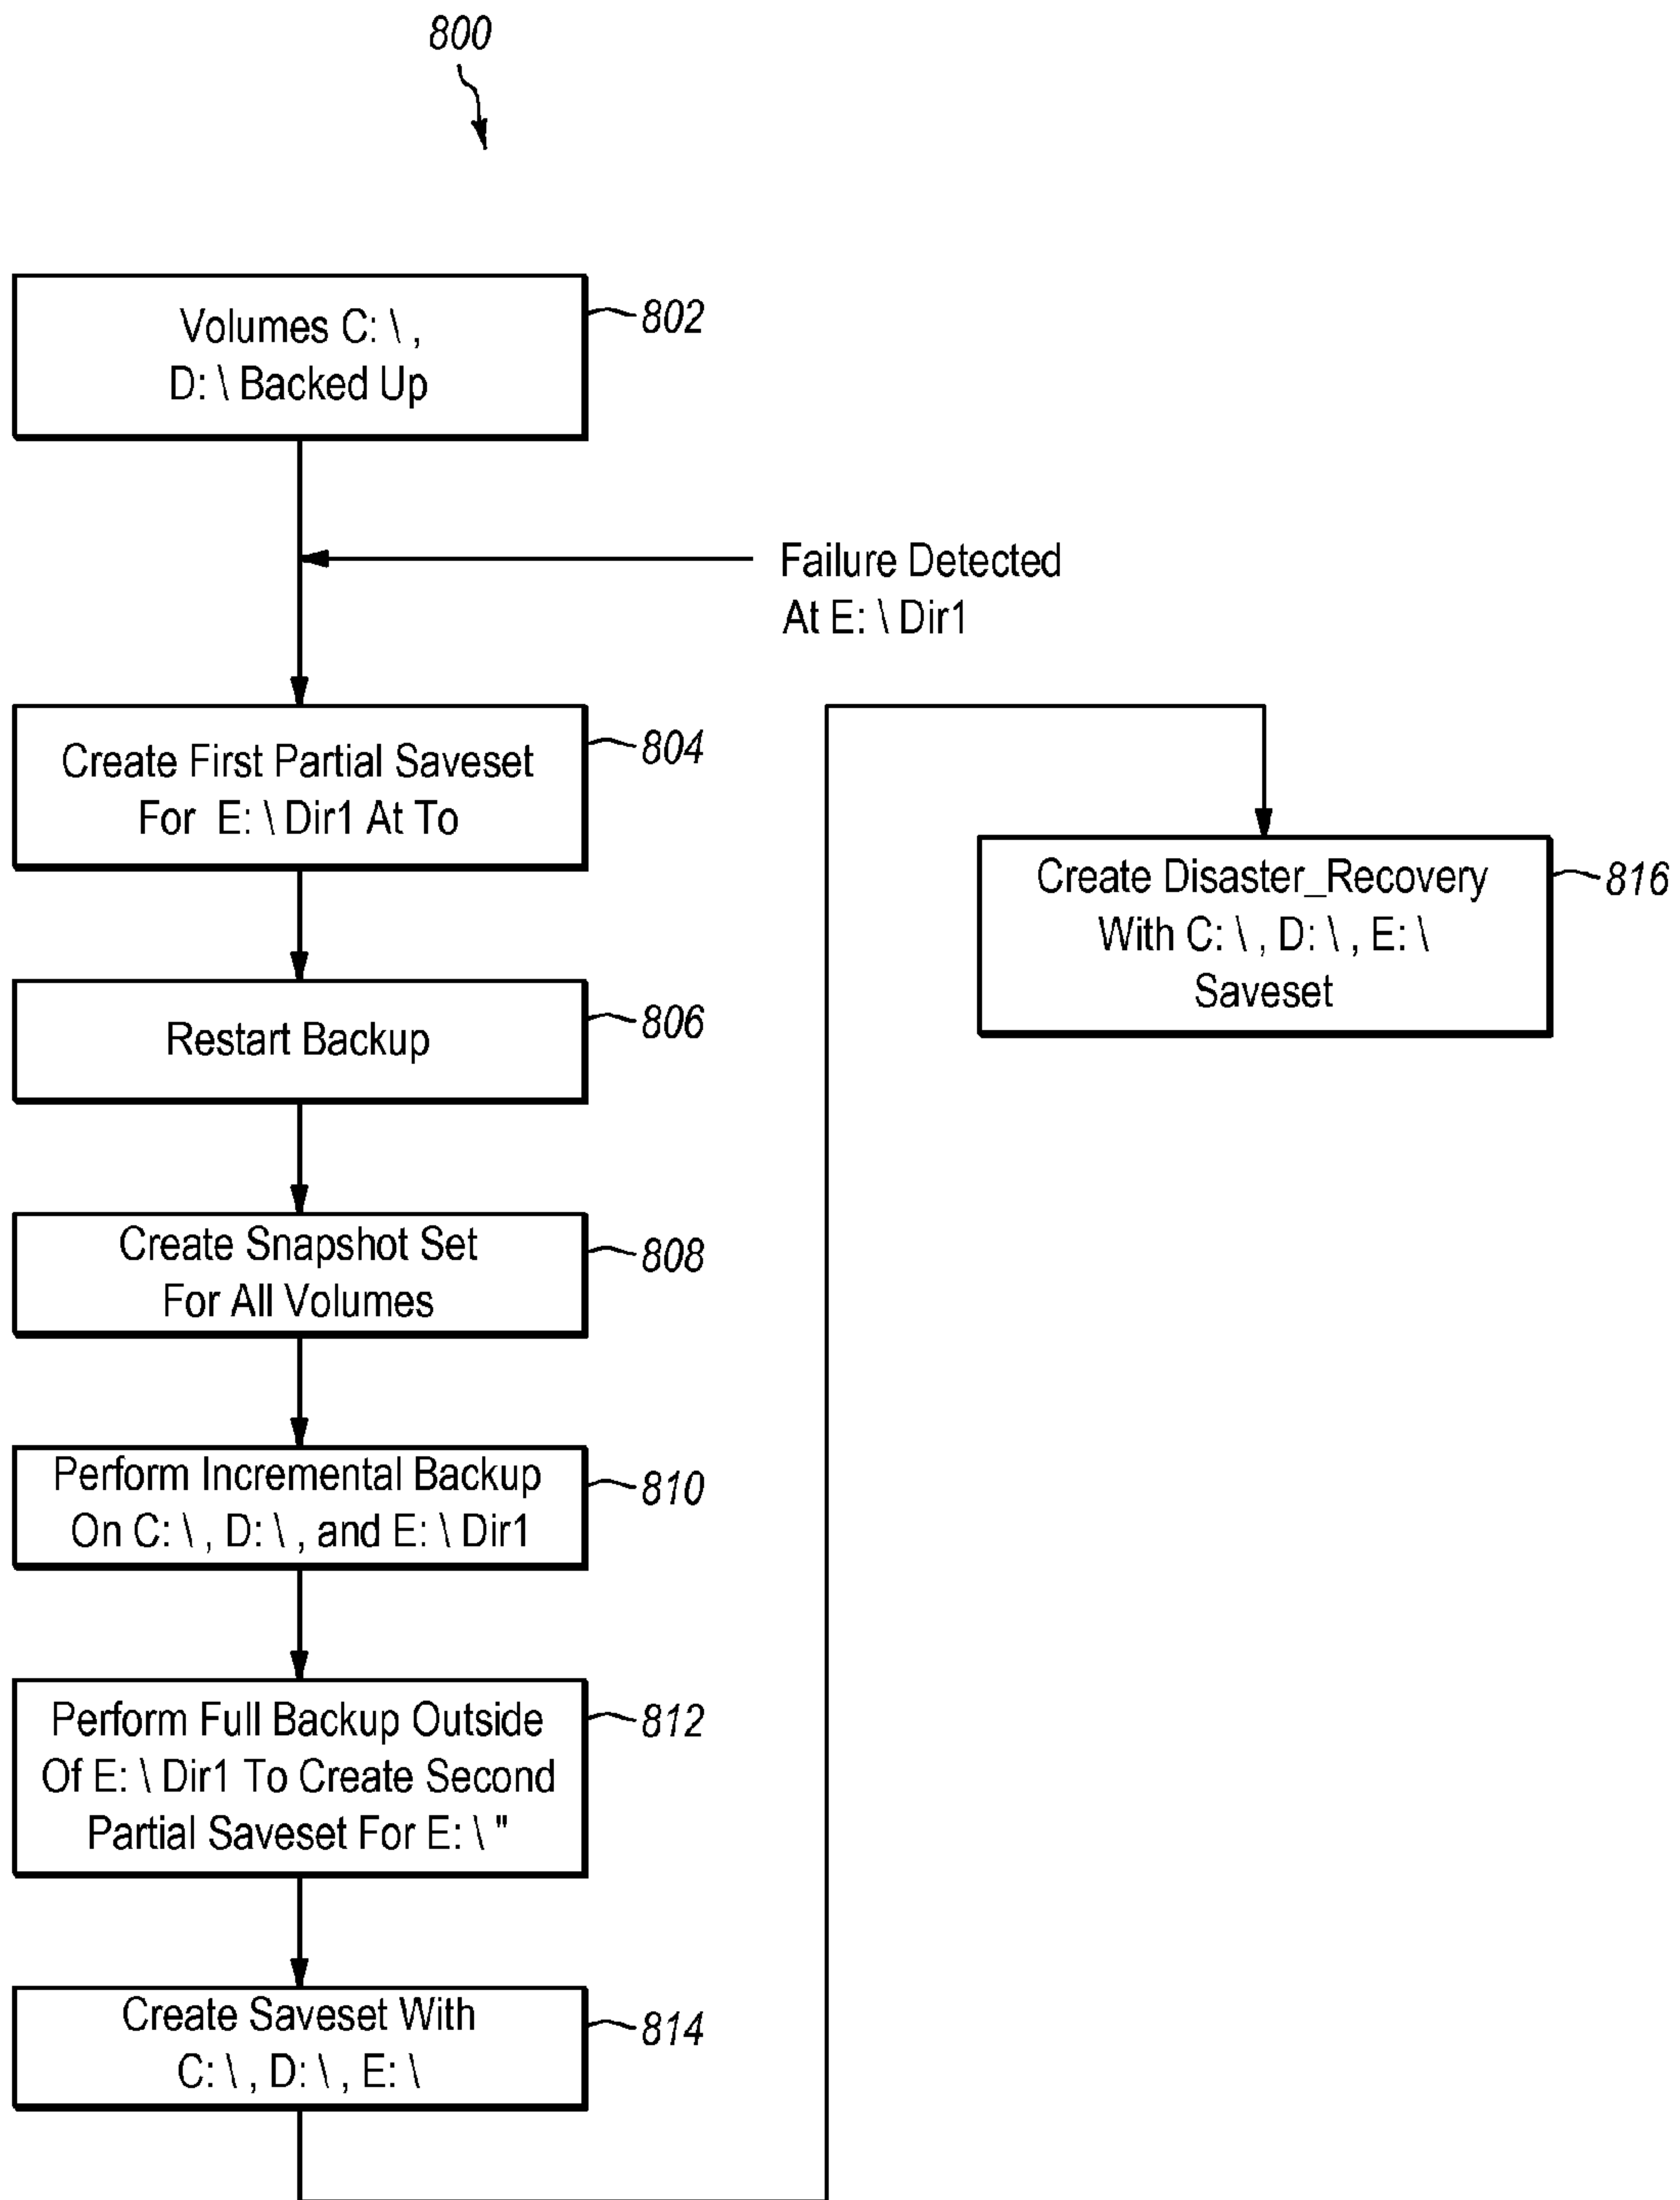 800
Volumes C: \ ,
D: \ Backed Up
802
Failure Detected
At E: \ Dir1
Create First Partial Saveset
For E: \ Dir1 At To
804
Restart Backup
806
Create Snapshot Set
For All Volumes
808
Perform Incremental Backup
On C: \ , D: \ , and E: \ Dir1
810
Perform Full Backup Outside
Of E: \ Dir1 To Create Second
Partial Saveset For E: \ "
812
Create Saveset With
C: \ , D: \ , E: \
814
Create Disaster_Recovery
With C: \ , D: \ , E: \
Saveset
816